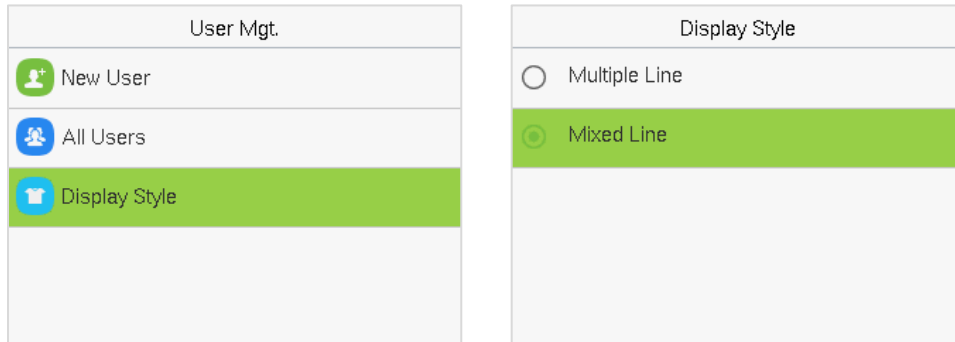 User Mgt.
New User
All Users
Display Style
Display Style
Multiple Line
Mixed Line